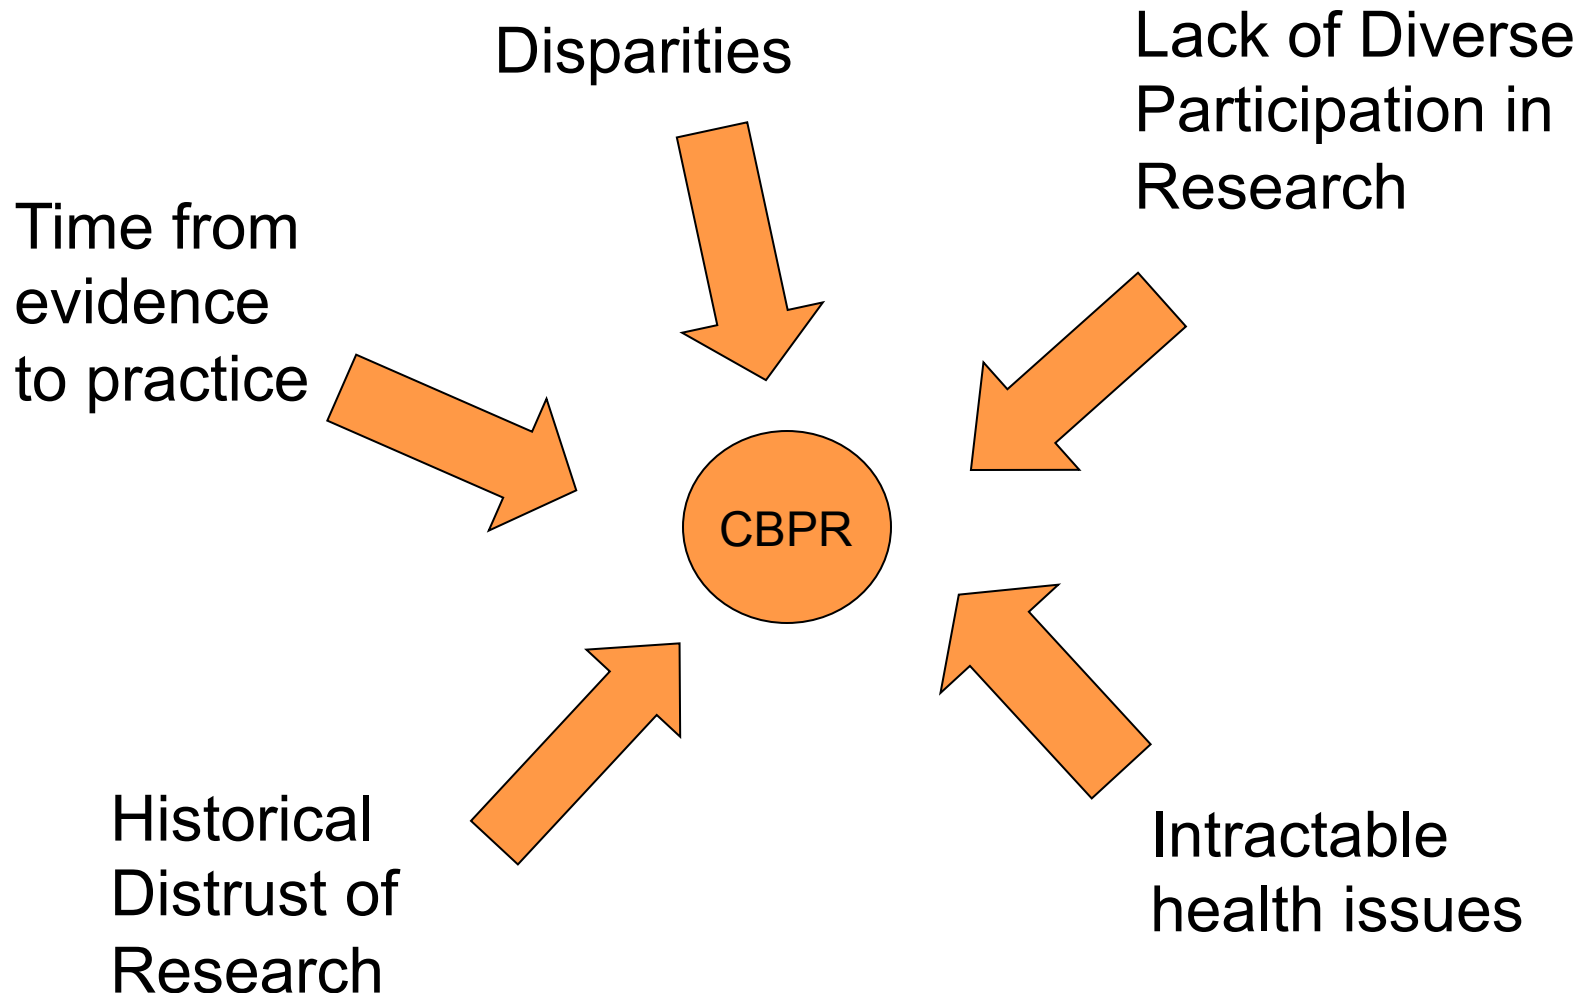 Disparities
Lack of Diverse
Participation in
Research
Time from
evidence
to practice
CBPR
Historical
Distrust of
Research
Intractable
health issues